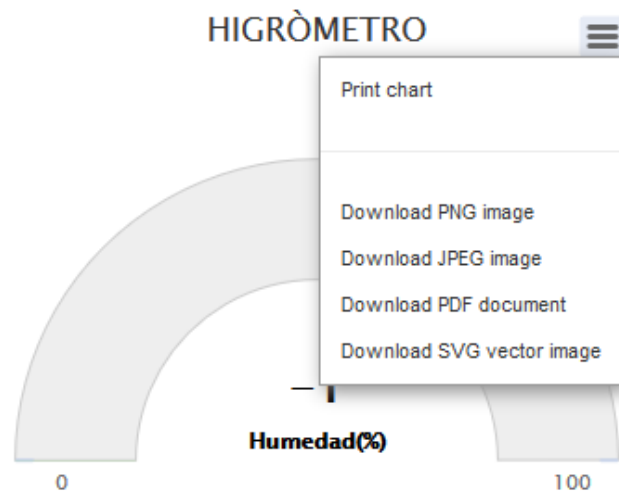 HIGRÒMETRO
Print chart
Download PNG image
Download JPEG image
Download PDF document
Download SVG vector image
Humedad(%)
0
100